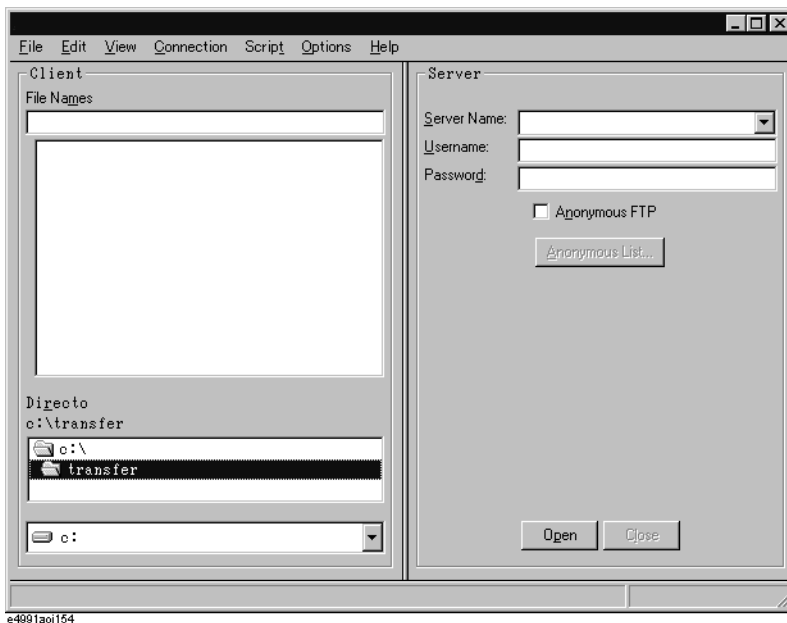 File Edit View Connection Script Options Help
Client
File Names
Directo
c:\transfer
c:\
transfer
c:
Server
Server Name:
Username:
Password:
Anonymous FTP
Anonymous List...
Open Close
e4991aoj154